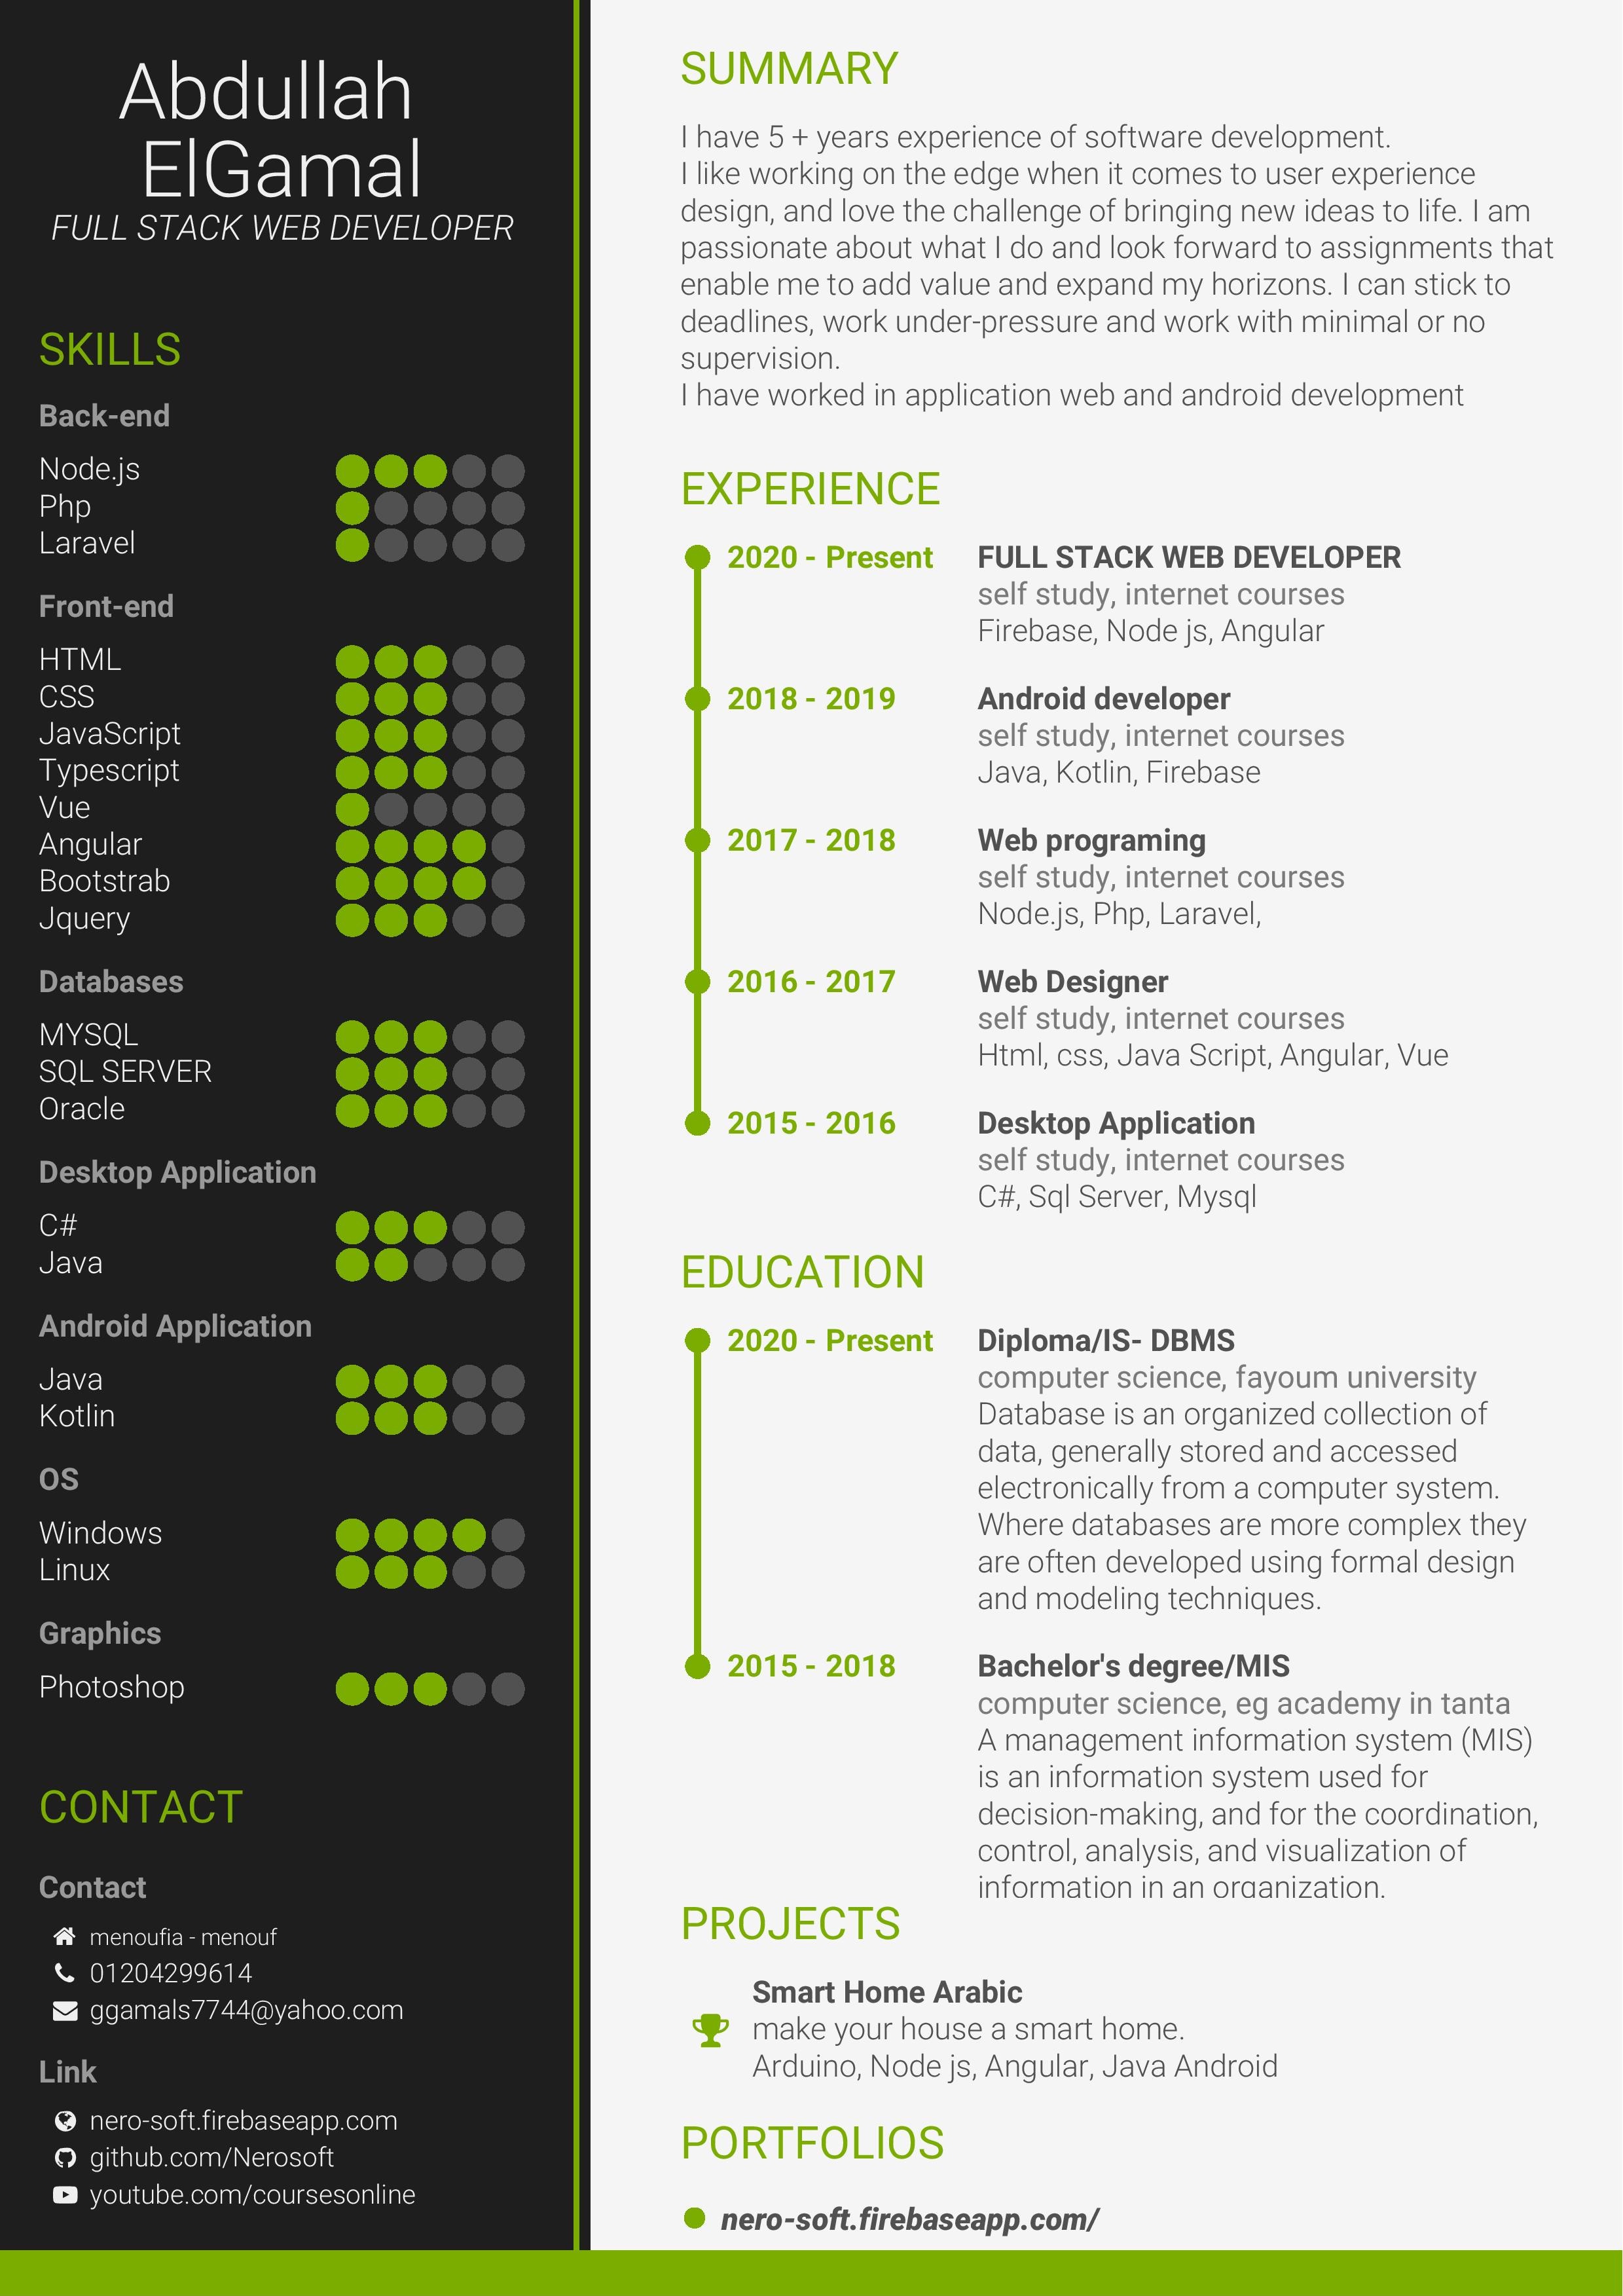 Abdullah
ElGamal
FULL STACK WEB DEVELOPER
SKILLS
Back-end
Node.js
Php
Laravel
Front-end
HTML
CSS
JavaScript
Typescript
Vue
Angular
Bootstrab
Jquery
Databases
MYSQL
SQL SERVER
Oracle
Desktop Application
C#
Java
Android Application
Java
Kotlin
OS
Windows
Linux
Graphics
Photoshop
CONTACT
Contact
menoufia - menouf
01204299614
ggamals7744@yahoo.com
Link
nero-soft.firebaseapp.com
github.com/Nerosoft
youtube.com/coursesonline
SUMMARY
I have 5 + years experience of software development.
I like working on the edge when it comes to user experience
design, and love the challenge of bringing new ideas to life. I am
passionate about what I do and look forward to assignments that
enable me to add value and expand my horizons. I can stick to
deadlines, work under-pressure and work with minimal or no
supervision.
I have worked in application web and android development
EXPERIENCE
2020 - Present FULL STACK WEB DEVELOPER
self study, internet courses
Firebase, Node js, Angular
2018 - 2019 Android developer
self study, internet courses
Java, Kotlin, Firebase
2017 - 2018 Web programing
self study, internet courses
Node.js, Php, Laravel,
2016 - 2017 Web Designer
self study, internet courses
Html, css, Java Script, Angular, Vue
2015 - 2016 Desktop Application
self study, internet courses
C#, Sql Server, Mysql
EDUCATION
2020 - Present Diploma/IS- DBMS
computer science, fayoum university
Database is an organized collection of
data, generally stored and accessed
electronically from a computer system.
Where databases are more complex they
are often developed using formal design
and modeling techniques.
2015 - 2018 Bachelor's degree/MIS
computer science, eg academy in tanta
A management information system (MIS)
is an information system used for
decision-making, and for the coordination,
control, analysis, and visualization of
information in an organization.
PROJECTS
Smart Home Arabic
make your house a smart home.
Arduino, Node js, Angular, Java Android
PORTFOLIOS
nero-soft.firebaseapp.com/